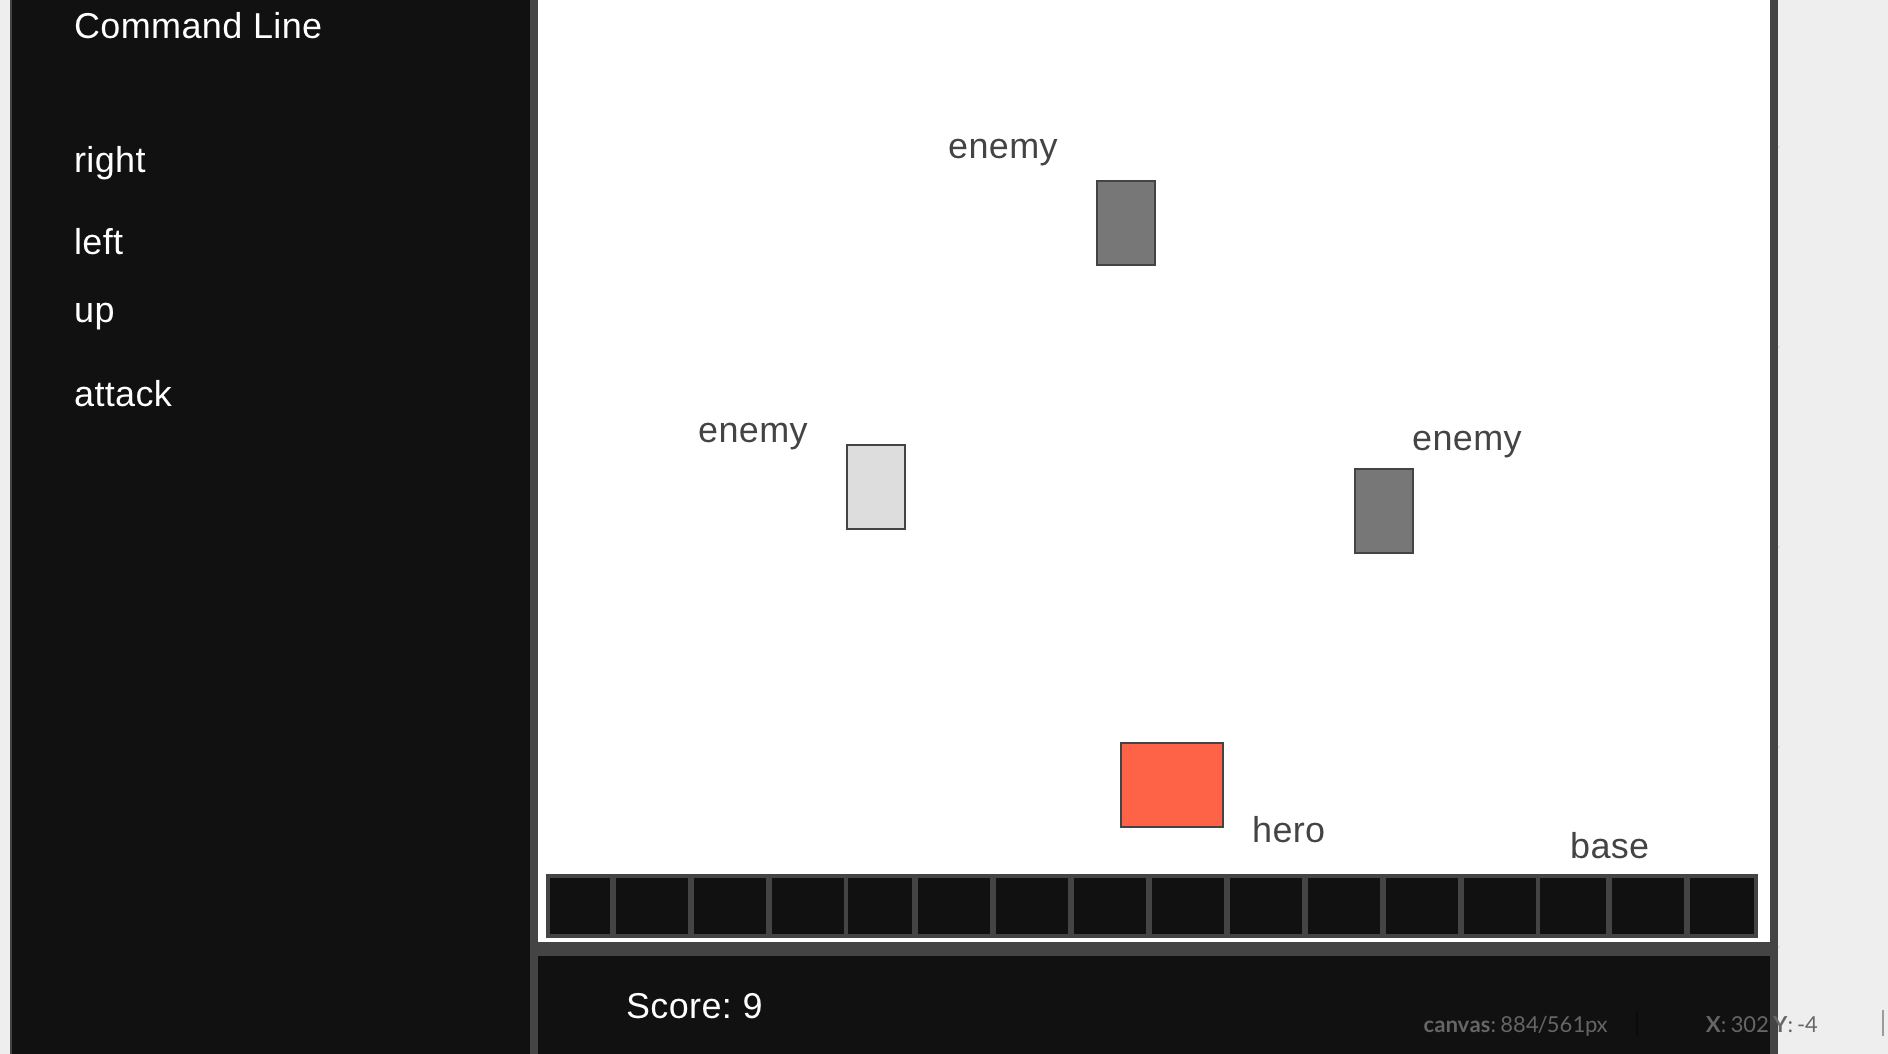 Command Line
right
left
up
attack
enemy
enemy
enemy
hero
base
Score: 9
canvas: 884/561px
X: 302 Y: -4